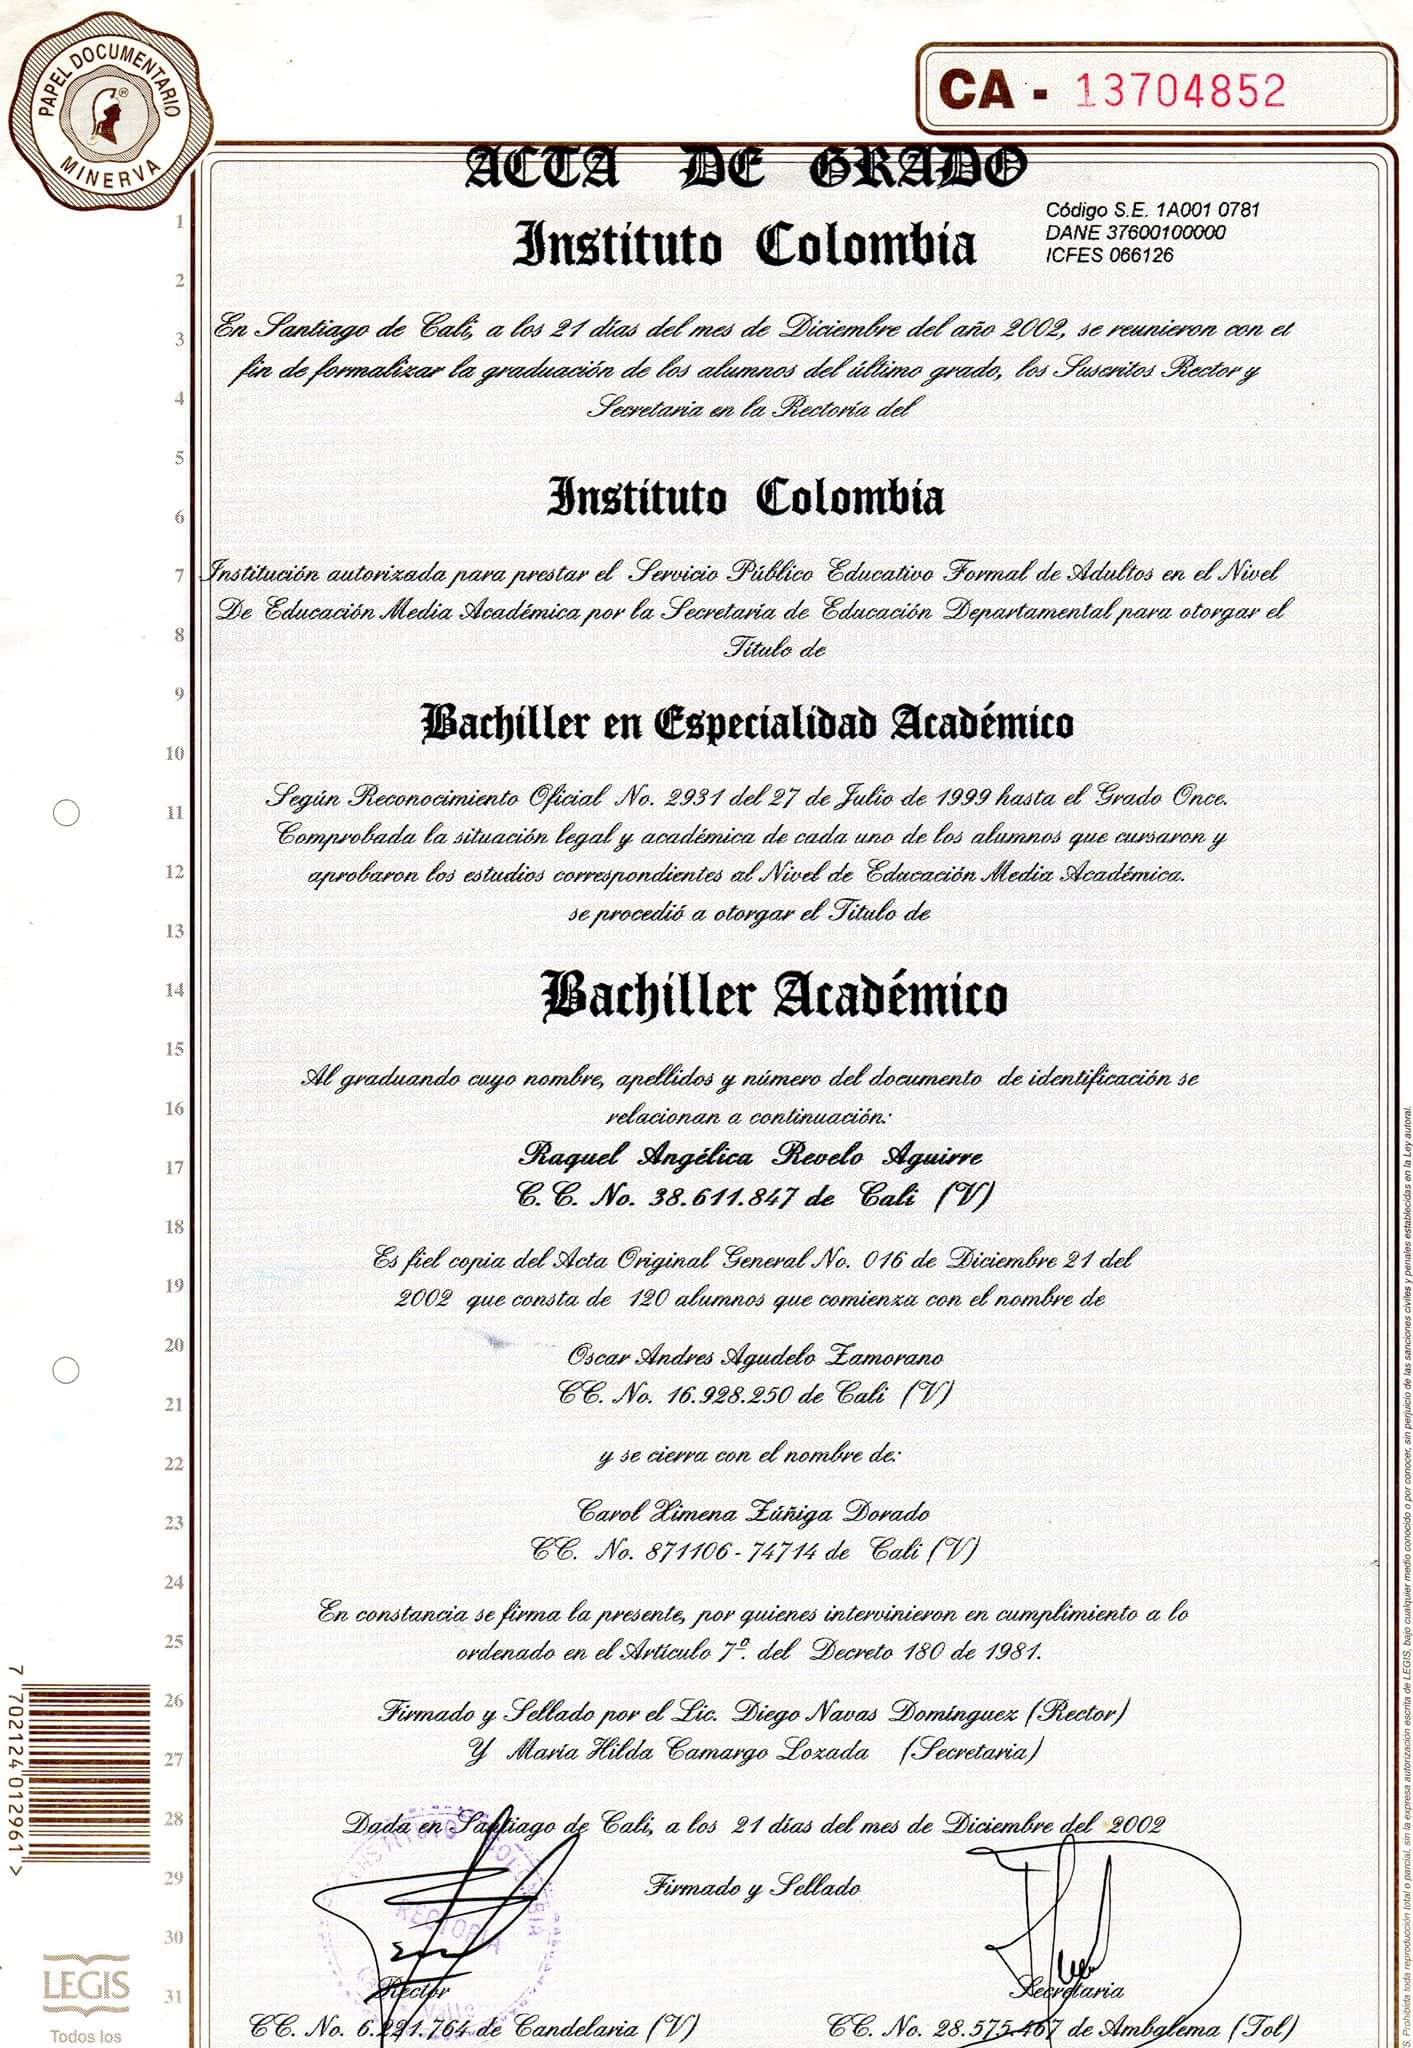 PAPEL DOCUMENTARIO
MINERVA
CA - 13704852
ACTA DE GRADO
Instituto Colombia
Código S.E. 1A001 0781
DANE 37600100000
ICFES 066126
En Santiago de Cali, a los 21 días del mes de Diciembre del año 2002, se reunieron con el
fin de formalizar la graduación de los alumnos del último grado, los Suscritos Rector y
Secretaria en la Rectoría del
Instituto Colombia
Institución autorizada para prestar el Servicio Público Educativo Formal de Adultos en el Nivel
De Educación Media Académica por la Secretaría de Educación Departamental para otorgar el
Título de
Bachiller en Especialidad Académico
Según Reconocimiento Oficial No. 2931 del 27 de Julio de 1999 hasta el Grado Once.
Comprobada la situación legal y académica de cada uno de los alumnos que cursaron y
aprobaron los estudios correspondientes al Nivel de Educación Media Académica.
se procedió a otorgar el Titulo de
Bachiller Académico
Al graduando cuyo nombre, apellidos y número del documento de identificación se
relacionan a continuación:
Raquel Angélica Revelo Aguirre
C.C. No. 38.611.847 de Cali (V)
Es fiel copia del Acta Original General No. 016 de Diciembre 21 del
2002 que consta de 120 alumnos que comienza con el nombre de
Oscar Andres Agudelo Zamorano
CC. No. 16.928.250 de Cali (V)
y se cierra con el nombre de:
Carol Ximena Zúñiga Dorado
CC. No. 871106-74714 de Cali (V)
En constancia se firma la presente, por quienes intervinieron en cumplimiento a lo
ordenado en el Artículo 7º. del Decreto 180 de 1981.
Firmado y Sellado por el Lic. Diego Navas Domínguez (Rector)
Y María Hilda Camargo Lozada (Secretaria)
Dada en Santiago de Cali, a los 21 días del mes de Diciembre del 2002
Firmado y Sellado
INSTITUTO COLOMBIA
RECTORIA
Valle
Rector
Secretaria
CC. No. 6.221.764 de Candelaria (V)
CC. No. 28.575.467 de Ambalema (Tol)
1
2
3
4
5
6
7
8
9
10
11
12
13
14
15
16
17
18
19
20
21
22
23
24
25
26
27
28
29
30
31
7 702124 012961 >
LEGIS
Todos los
S. Prohibida toda reproducción total o parcial, sin la expresa autorización escrita de LEGIS, bajo cualquier medio conocido o por conocer, sin perjuicio de las sanciones civiles y penales establecidas en la Ley autoral.